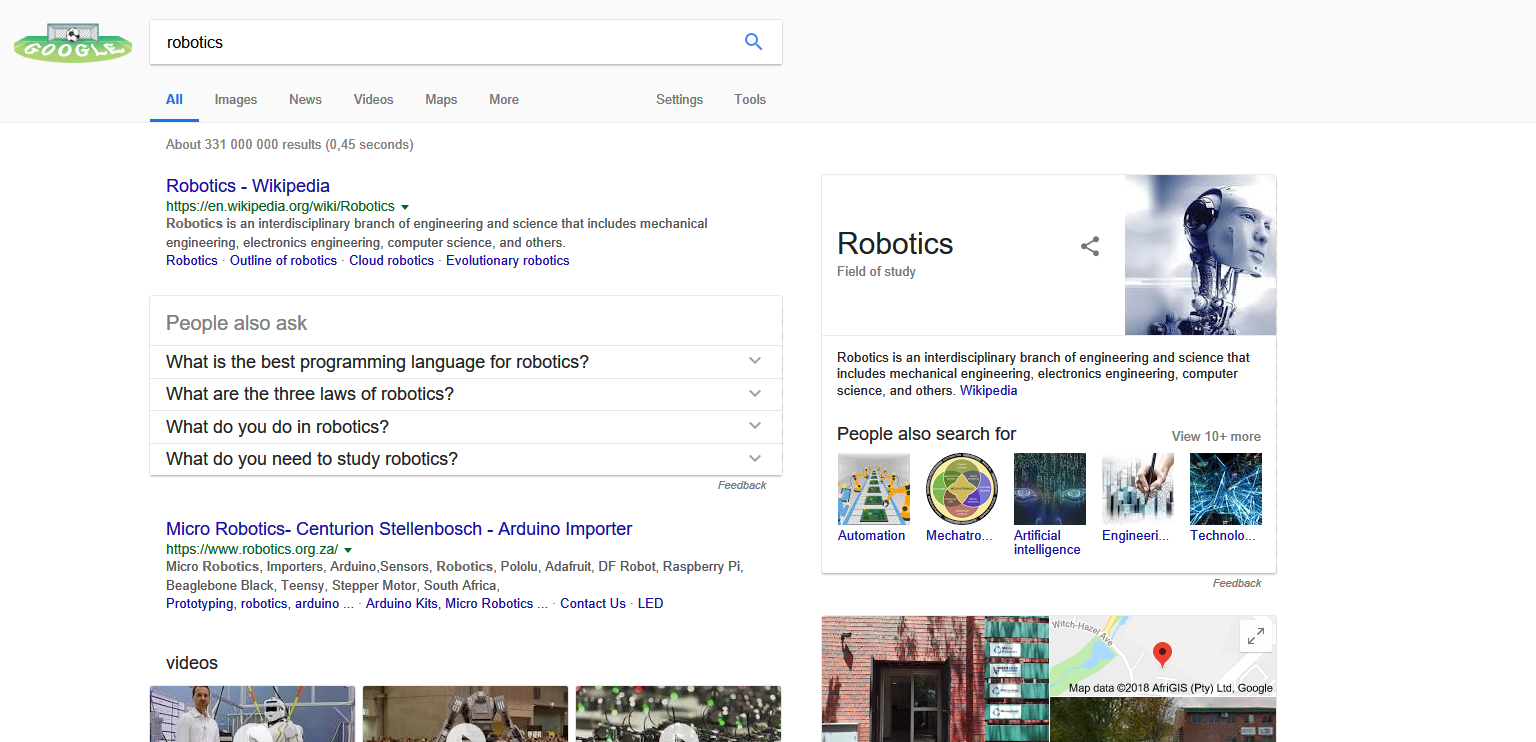 GOOGLE
robotics
All Images News Videos Maps More Settings Tools
About 331 000 000 results (0,45 seconds)
Robotics - Wikipedia
https://en.wikipedia.org/wiki/Robotics
Robotics is an interdisciplinary branch of engineering and science that includes mechanical
engineering, electronics engineering, computer science, and others.
Robotics · Outline of robotics · Cloud robotics · Evolutionary robotics
People also ask
What is the best programming language for robotics?
What are the three laws of robotics?
What do you do in robotics?
What do you need to study robotics?
Feedback
Micro Robotics- Centurion Stellenbosch - Arduino Importer
https://www.robotics.org.za/
Micro Robotics, Importers, Arduino,Sensors, Robotics, Pololu, Adafruit, DF Robot, Raspberry Pi,
Beaglebone Black, Teensy, Stepper Motor, South Africa,
Prototyping, robotics, arduino ... · Arduino Kits, Micro Robotics ... · Contact Us · LED
videos
Robotics
Field of study
Robotics is an interdisciplinary branch of engineering and science that
includes mechanical engineering, electronics engineering, computer
science, and others. Wikipedia
People also search for
View 10+ more
Automation
Mechatro...
Artificial
intelligence
Engineeri...
Technolo...
Feedback
Witch-Hazel Ave
Map data ©2018 AfriGIS (Pty) Ltd, Google